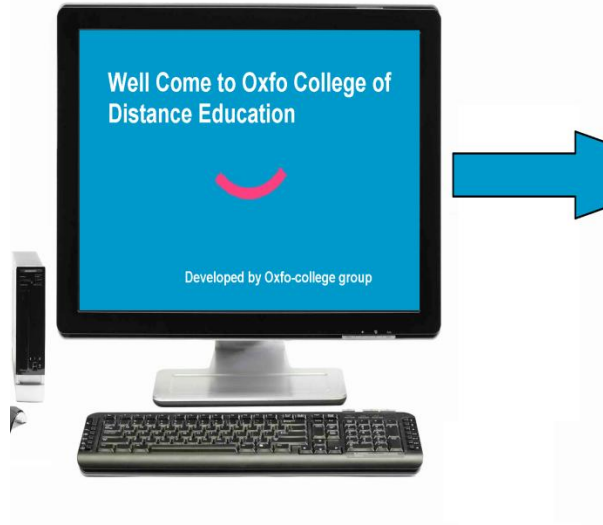 Well Come to Oxfo College of
Distance Education
Developed by Oxfo-college group